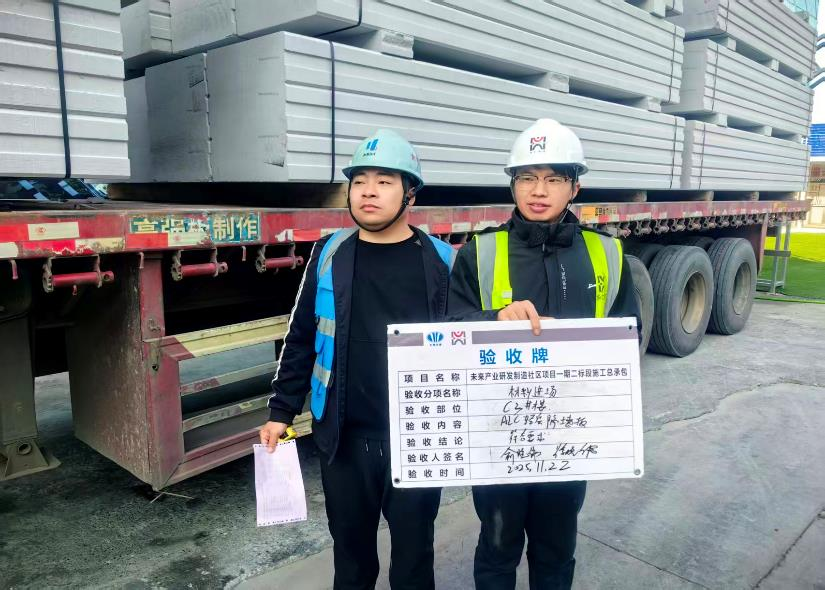 高强 制作
验收牌
项目名称 未来产业研发制造社区项目一期二标段施工总承包
验收分项名称 材料进场
验收部位 C3#楼
验收内容 ALC轻质隔墙板
验收结论 符合要求
验收人签名
验收时间 2025.11.22